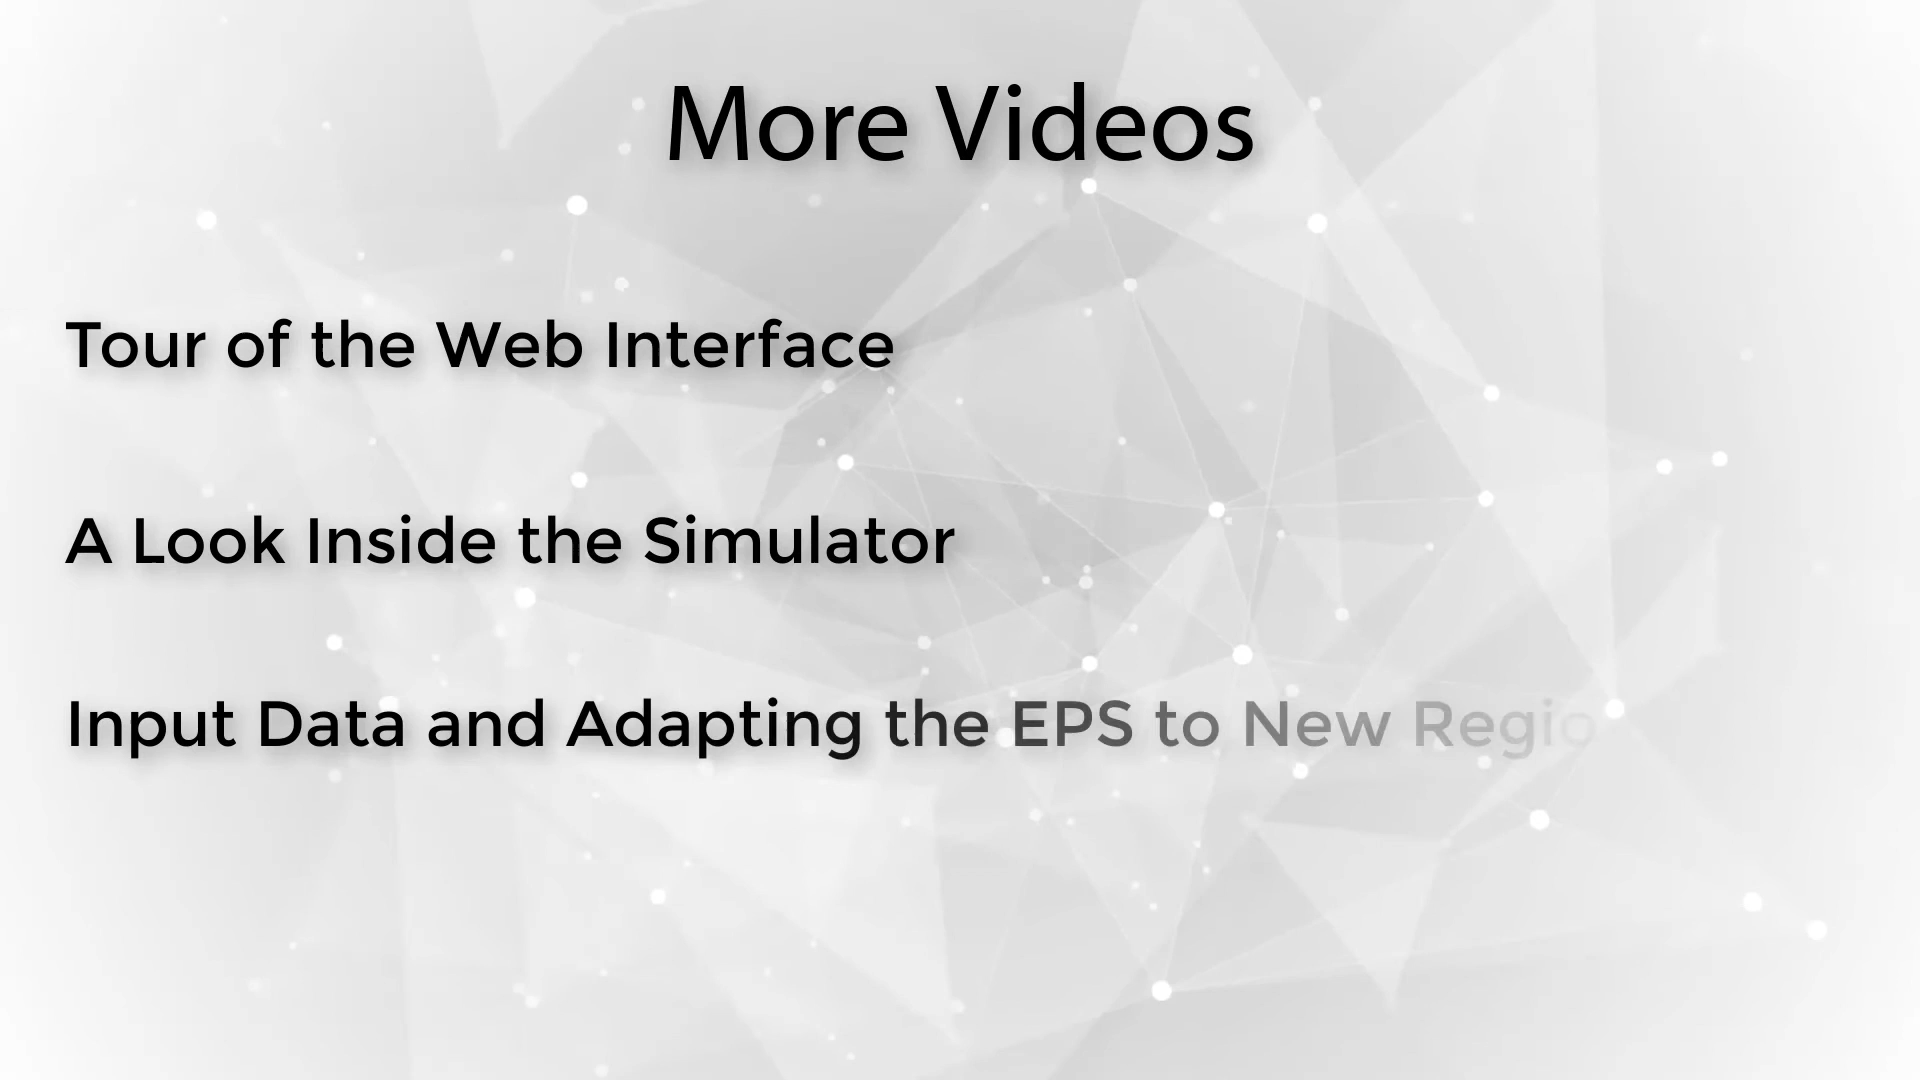 More Videos
Tour of the Web Interface
A Look Inside the Simulator
Input Data and Adapting the EPS to New Regio